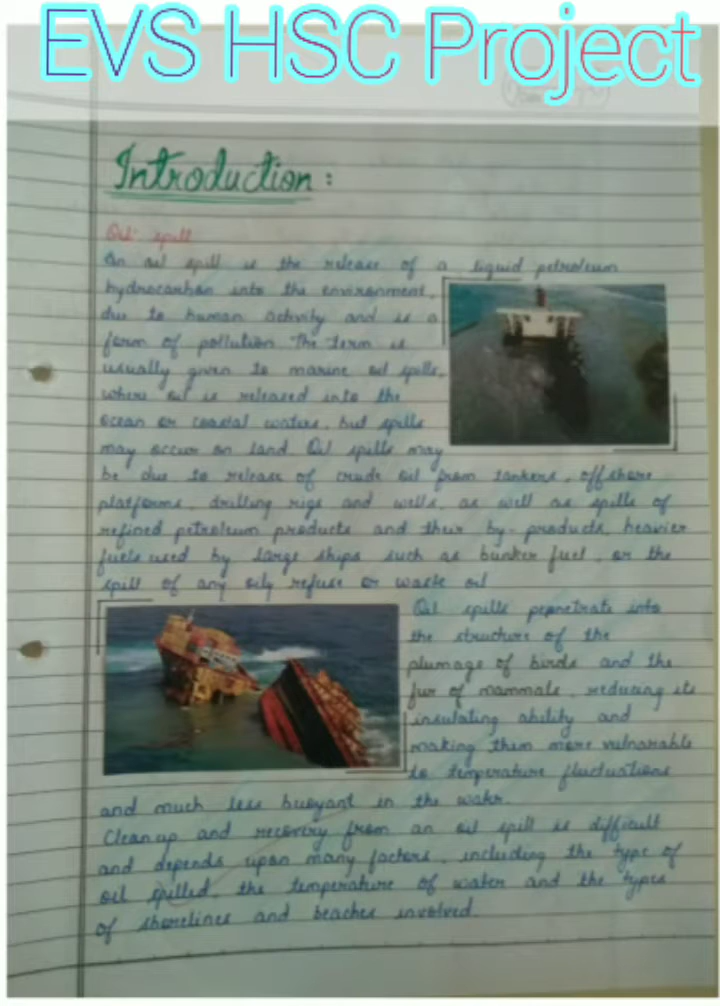 EVS HSC Project
Introduction:
Oil spill
An oil spill is the release of a liquid petroleum
hydrocarbon into the environment,
due to human activity and is a
form of pollution. The term is
usually given to marine oil spills,
where oil is released into the
ocean or coastal waters, but spills
may occur on land. Oil spills may
be due to release of crude oil from tankers, offshore
platforms, drilling rigs and wells, as well as spills of
refined petroleum products and their by-products, heavier
fuels used by large ships such as bunker fuel, or the
spill of any oily refuse or waste oil
Oil spills pepnetrate into
the structure of the
plumage of birds and the
fur of mammals, reducing its
insulating ability and
making them more vulnarable
to temperature fluctuations
and much less buoyant in the water.
Cleanup and recovery from an oil spill is difficult
and depends upon many factors, including the type of
oil spilled, the temperature of water and the types
of shorelines and beaches involved.